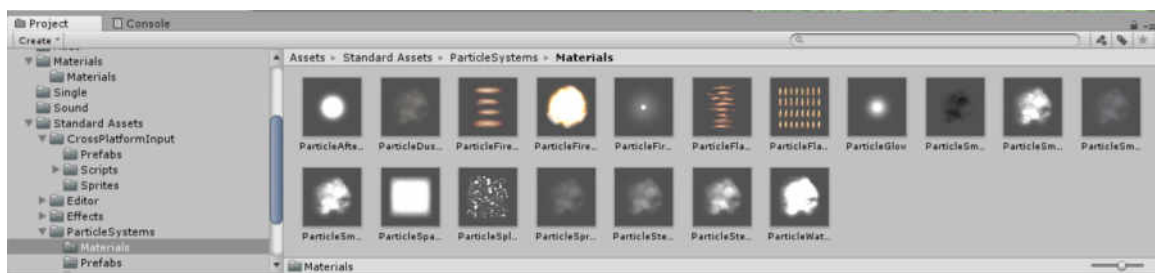 Project
Console
Create
Materials
Materials
Single
Sound
Standard Assets
CrossPlatformInput
Prefabs
Scripts
Sprites
Editor
Effects
ParticleSystems
Materials
Prefabs
Assets ▸ Standard Assets ▸ ParticleSystems ▸ Materials
ParticleAfte... ParticleDus... ParticleFire... ParticleFire... ParticleFir... ParticleFla... ParticleFla... ParticleGlow ParticleSm... ParticleSm... ParticleSm...
ParticleSm... ParticleSpa... ParticleSpl... ParticleSpr... ParticleSte... ParticleSte... ParticleWat...
Materials